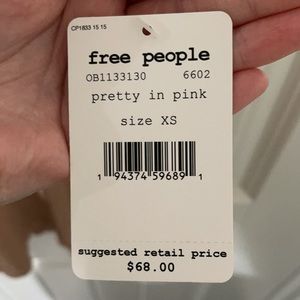 CP1833 15 15
free people
OB1133130 6602
pretty in pink
size XS
1 94374 59689 1
suggested retail price
$68.00